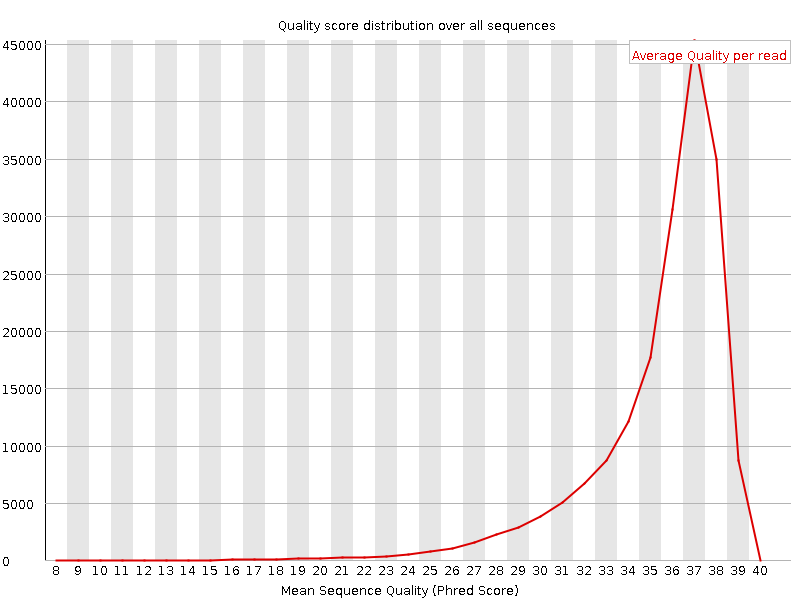 Quality score distribution over all sequences
Average Quality per read
45000
40000
35000
30000
25000
20000
15000
10000
5000
0
8 9 10 11 12 13 14 15 16 17 18 19 20 21 22 23 24 25 26 27 28 29 30 31 32 33 34 35 36 37 38 39 40
Mean Sequence Quality (Phred Score)